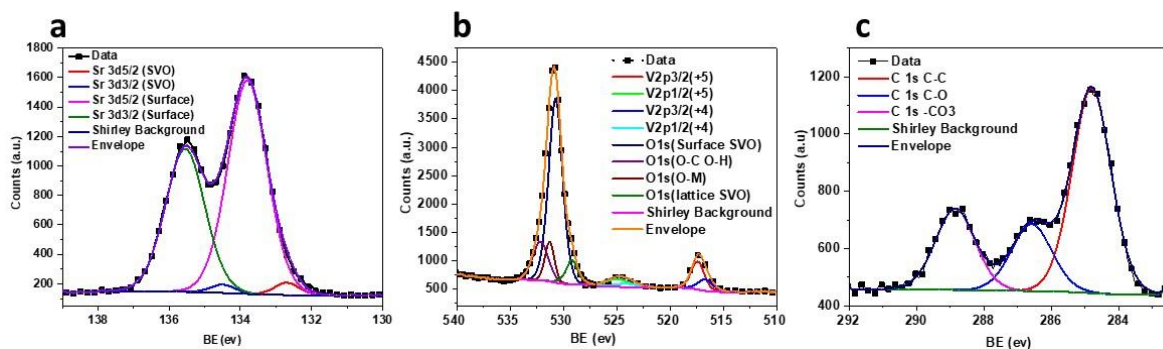 a
1800
1600
1400
1200
1000
800
600
400
200
Counts (a.u.)
138 136 134 132 130
BE (ev)
Data
Sr 3d5/2 (SVO)
Sr 3d3/2 (SVO)
Sr 3d5/2 (Surface)
Sr 3d3/2 (Surface)
Shirley Background
Envelope
b
4500
4000
3500
3000
2500
2000
1500
1000
500
Counts (a.u.)
540 535 530 525 520 515 510
BE (ev)
Data
V2p3/2(+5)
V2p1/2(+5)
V2p3/2(+4)
V2p1/2(+4)
O1s(Surface SVO)
O1s(O-C O-H)
O1s(O-M)
O1s(lattice SVO)
Shirley Background
Envelope
c
1200
1000
800
600
400
Counts (a.u.)
292 290 288 286 284
BE (ev)
Data
C 1s C-C
C 1s C-O
C 1s -CO3
Shirley Background
Envelope